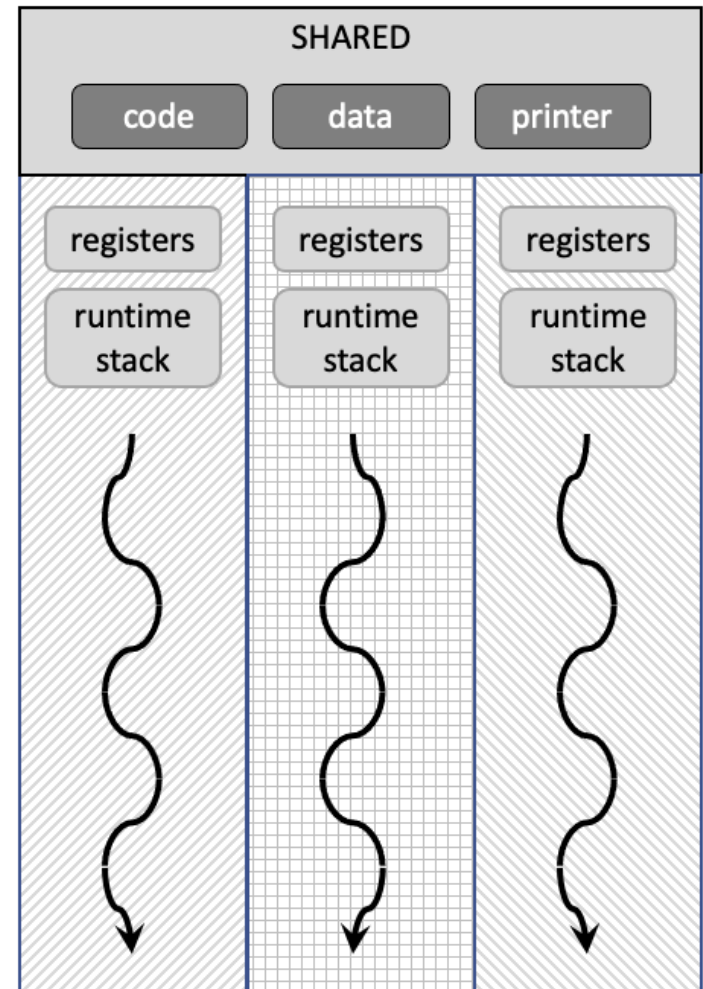 SHARED
code
data
printer
registers
registers
registers
runtime
stack
runtime
stack
runtime
stack